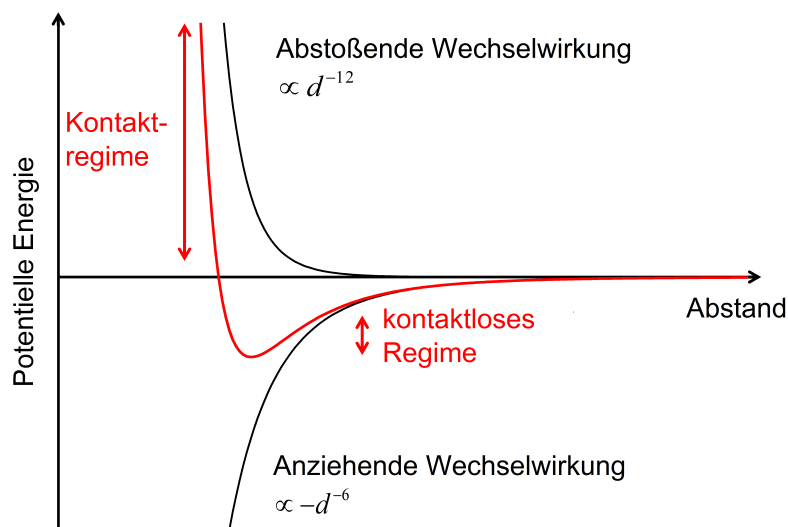 Abstoßende Wechselwirkung
∝ d⁻¹²
Kontakt-
regime
Potentielle Energie
Abstand
kontaktloses
Regime
Anziehende Wechselwirkung
∝ −d⁻⁶